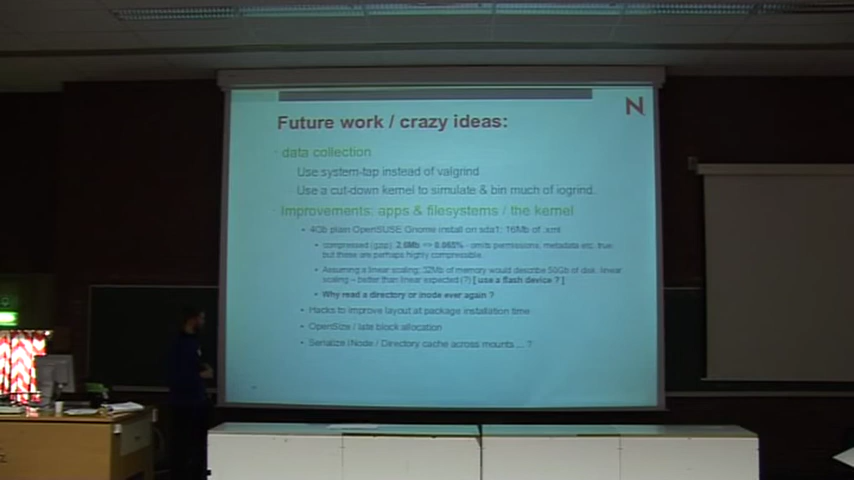 N
Future work / crazy ideas:
data collection
Use system-tap instead of valgrind
Use a cut-down kernel to simulate & bin much of iogrind.
Improvements: apps & filesystems / the kernel
4Gb plain OpenSUSE Gnome install on sda1: 16Mb of .xml
compressed (gzip) 2.0Mb => 0.065% - omits permissions, metadata etc. true
but these are perhaps highly compressable.
Assuming a linear scaling; 32Mb of memory would describe 50Gb of disk. linear
scaling – better than linear expected (?) [ use a flash device ? ]
Why read a directory or inode ever again ?
Hacks to improve layout at package installation time
OpenSize / late block allocation
Serialize INode / Directory cache across mounts.... ?